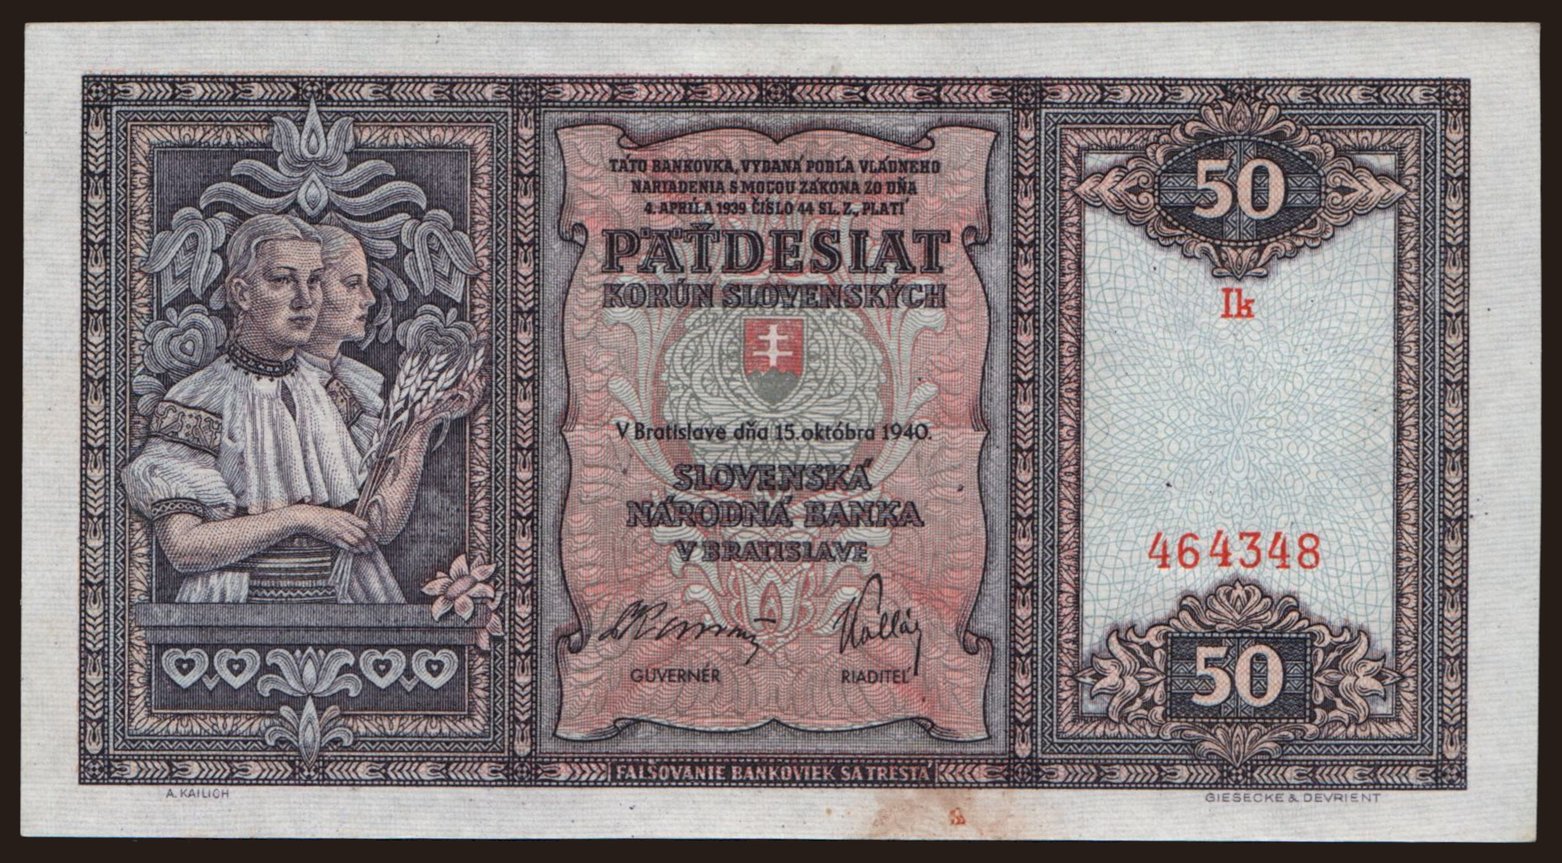 TÁTO BANKOVKA, VYDANÁ PODĽA VLÁDNEHO
NARIADENIA S MOCOU ZÁKONA ZO DŇA
4. APRÍLA 1939 ČÍSLO 44 SL. Z., PLATÍ
PÄŤDESIAT
KORÚN SLOVENSKÝCH
V Bratislave dňa 15. októbra 1940.
SLOVENSKÁ
NÁRODNÁ BANKA
V BRATISLAVE
GUVERNÉR
RIADITEĽ
FALŠOVANIE BANKOVIEK SA TRESTÁ
50
Ik
464348
50
A. KAILICH
GIESECKE & DEVRIENT